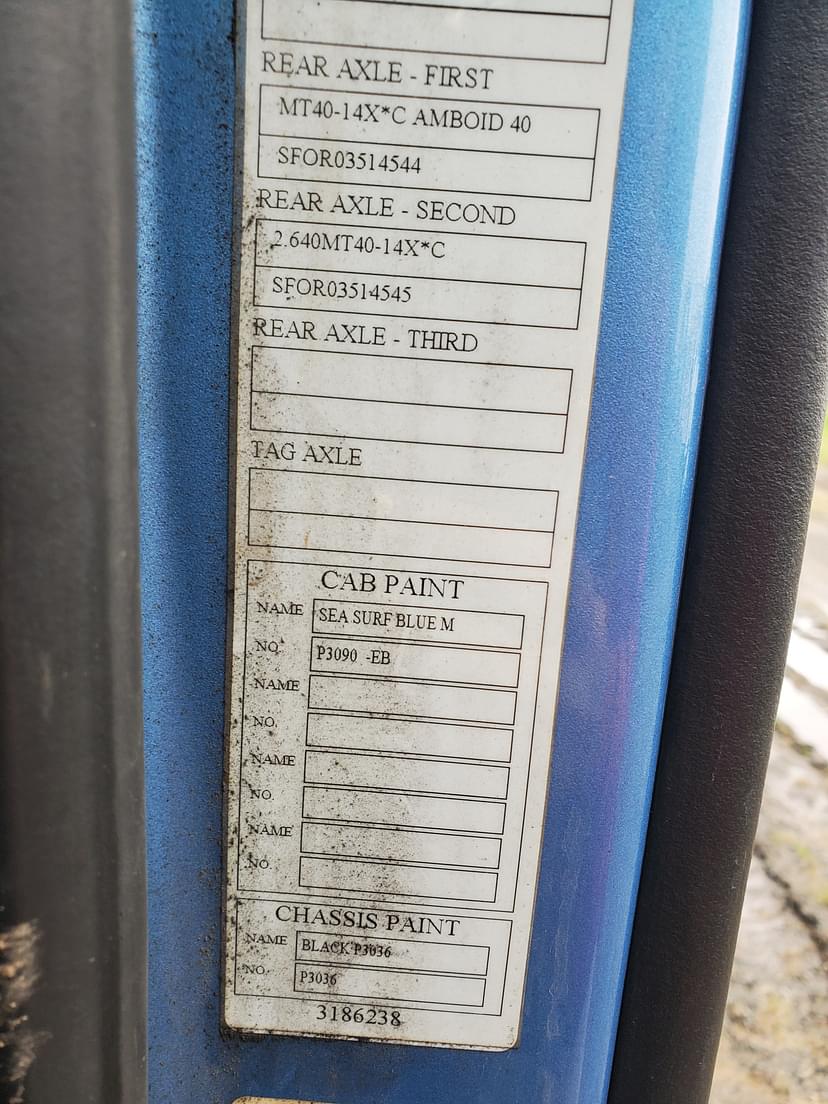 REAR AXLE - FIRST
MT40-14X*C AMBOID 40
SFOR03514544
REAR AXLE - SECOND
2.640MT40-14X*C
SFOR03514545
REAR AXLE - THIRD
TAG AXLE
CAB PAINT
NAME SEA SURF BLUE M
NO. P3090 -EB
NAME
NO.
NAME
NO.
NAME
NO.
CHASSIS PAINT
NAME BLACK P3036
NO. P3036
3186238